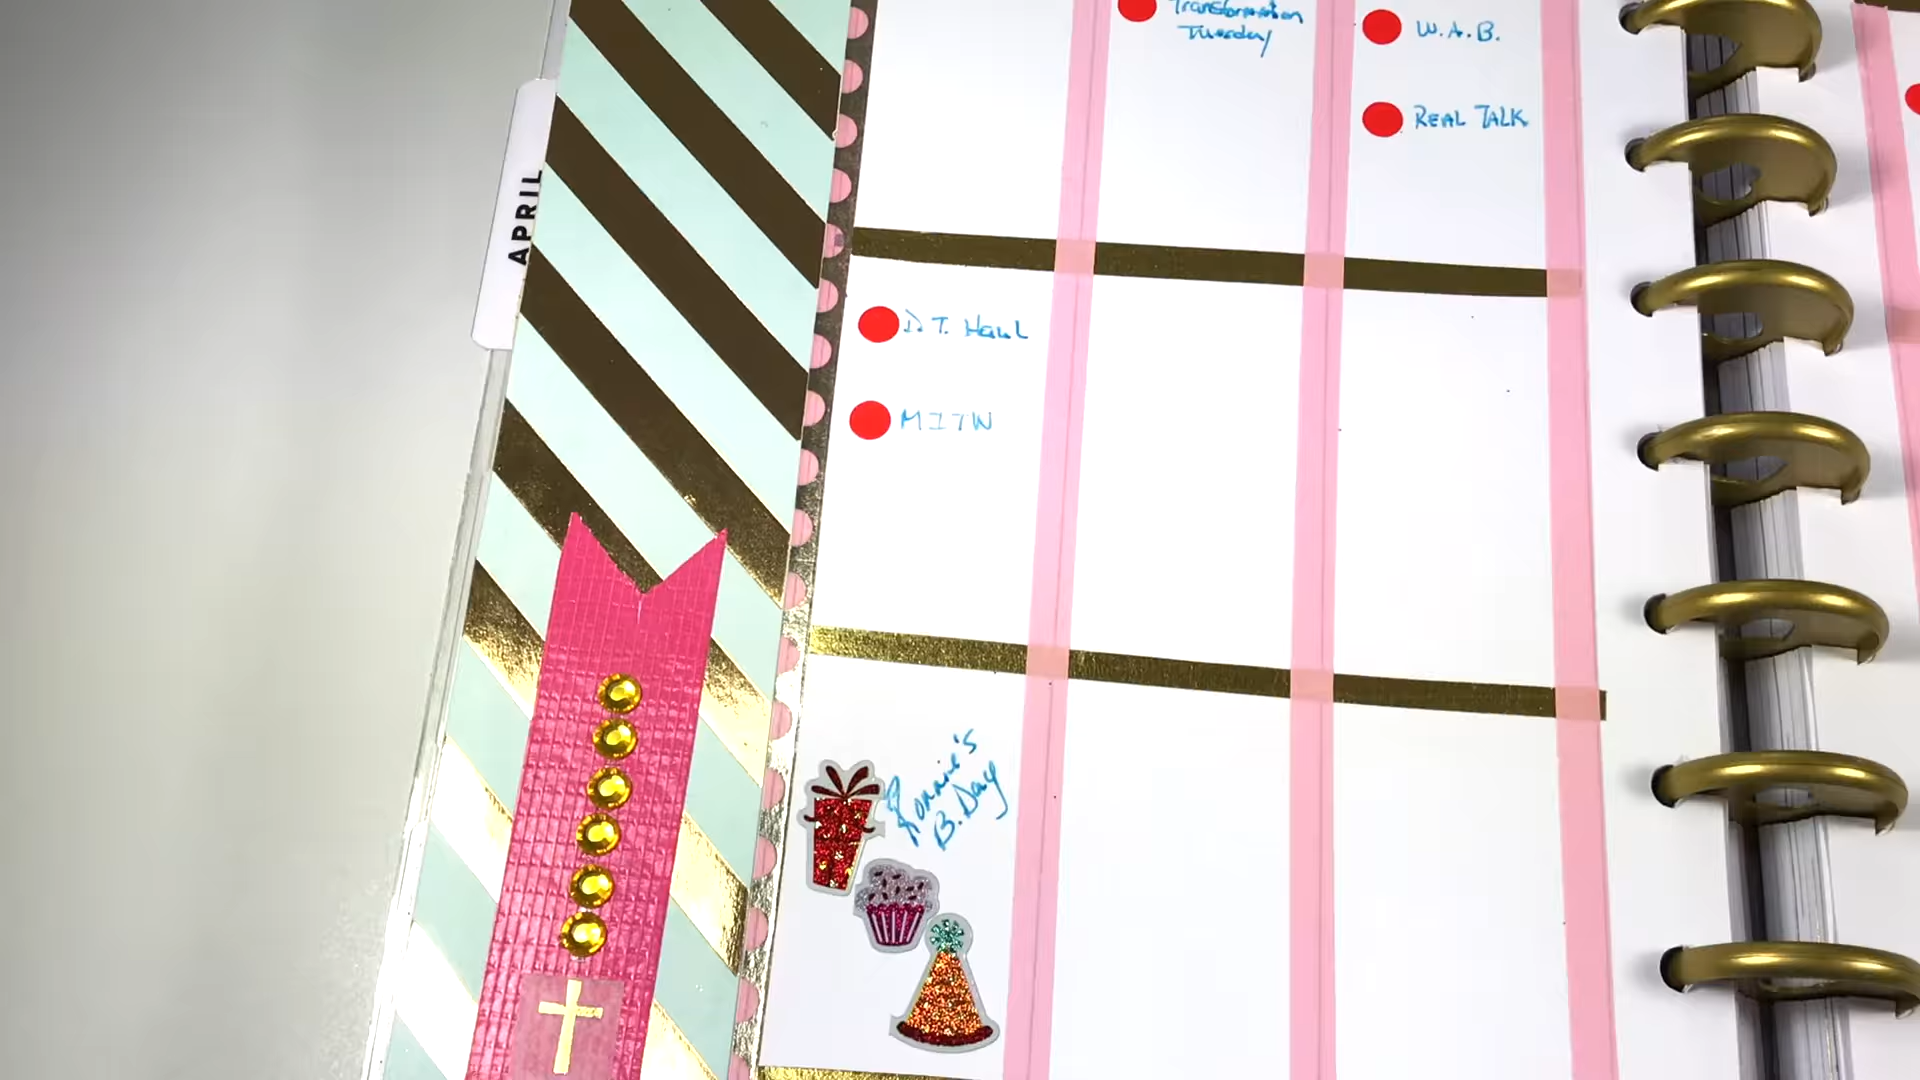 Transformation
Tuesday
W.A.B.
REAL TALK
APRIL
D.T. Haul
MITW
Ronnie's
B.Day